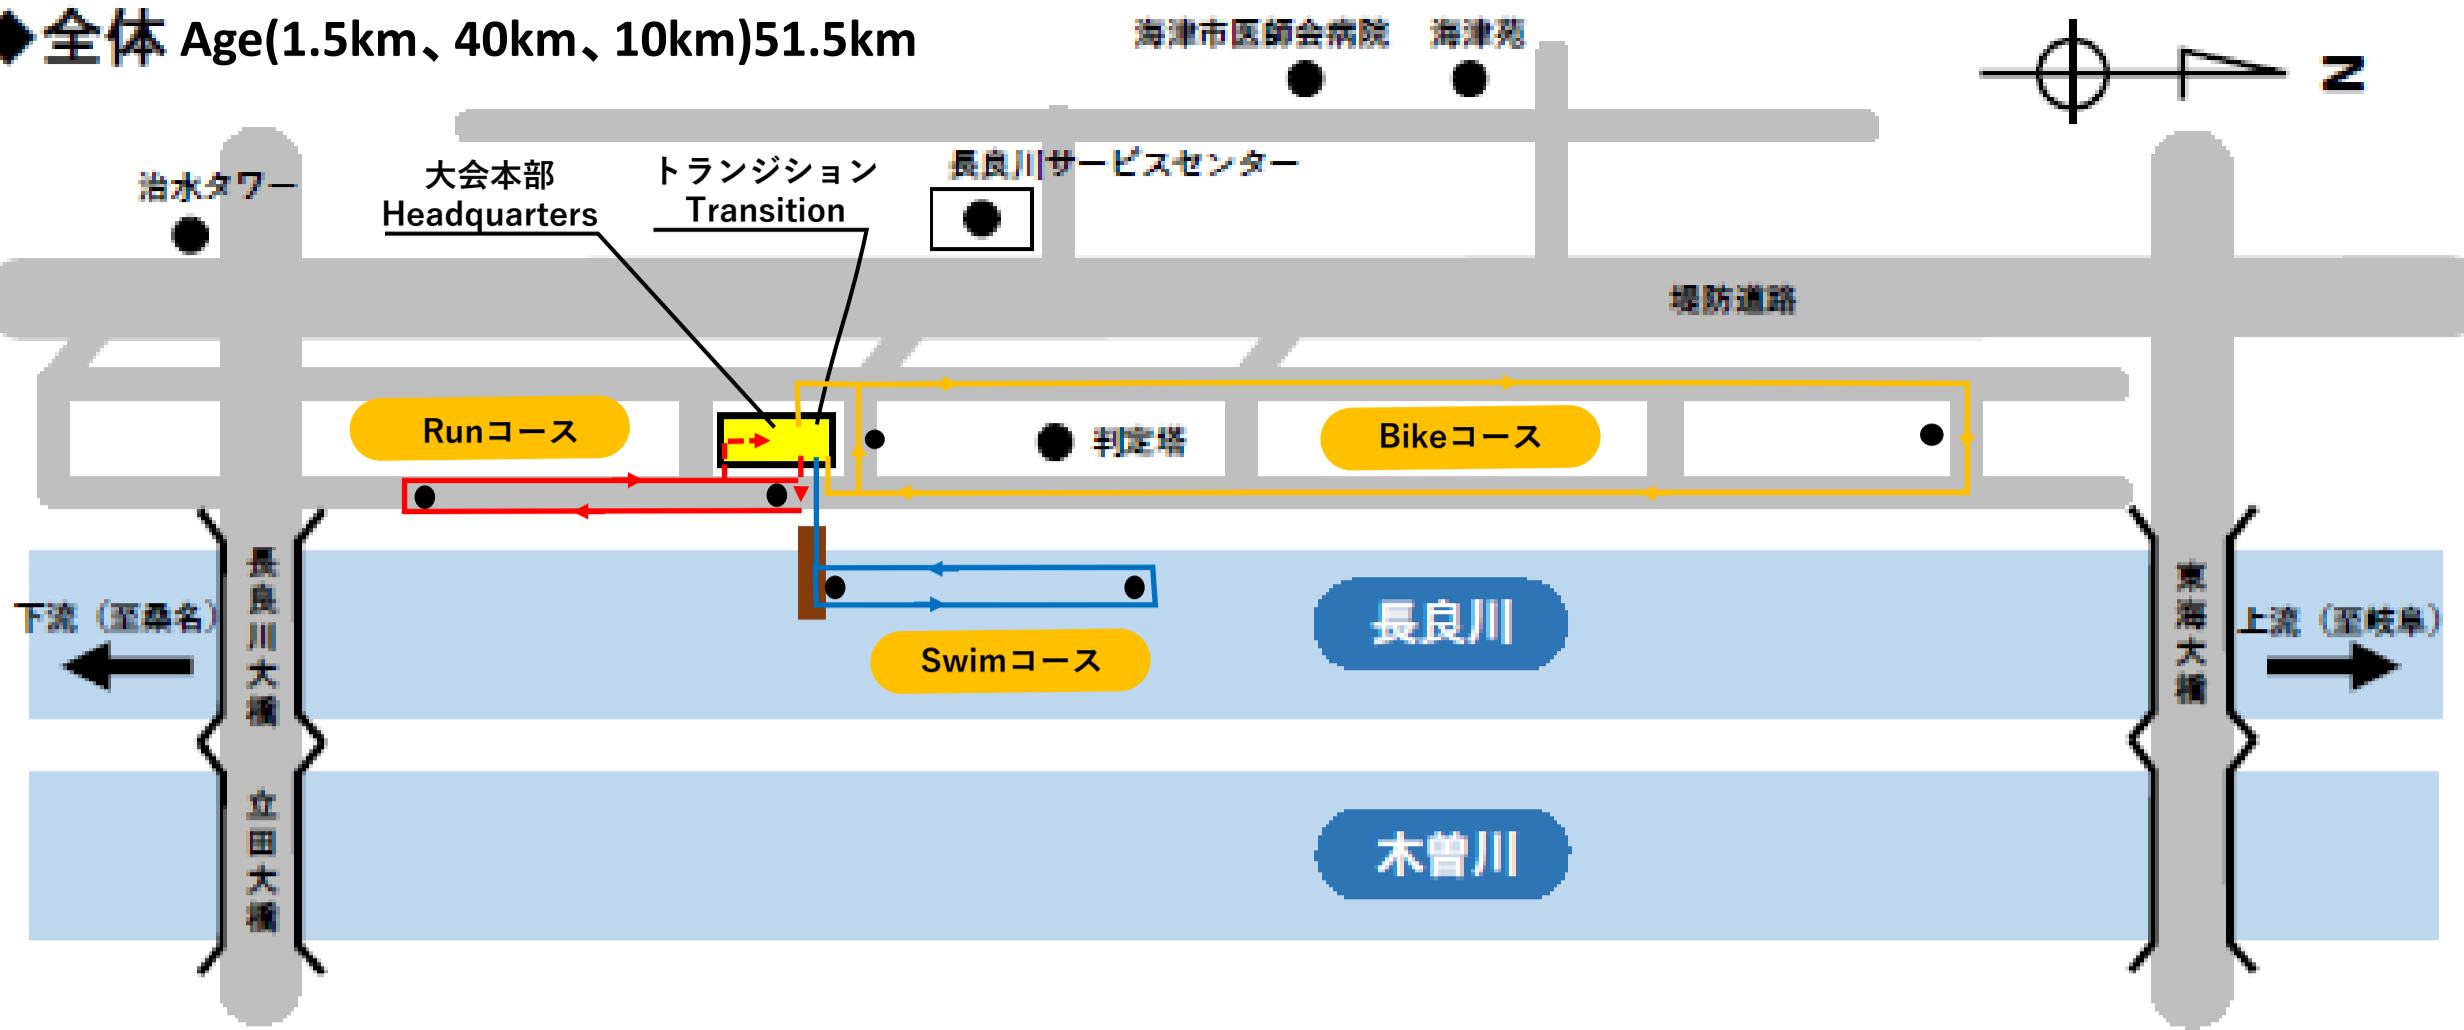 ◆全体 Age(1.5km、40km、10km)51.5km
海津市医師会病院
海津苑
N
治水タワー
大会本部
Headquarters
トランジション
Transition
長良川サービスセンター
堤防道路
Runコース
判定塔
Bikeコース
長良川大橋
下流（至桑名）
Swimコース
長良川
東海大橋
上流（至岐阜）
立田大橋
木曽川